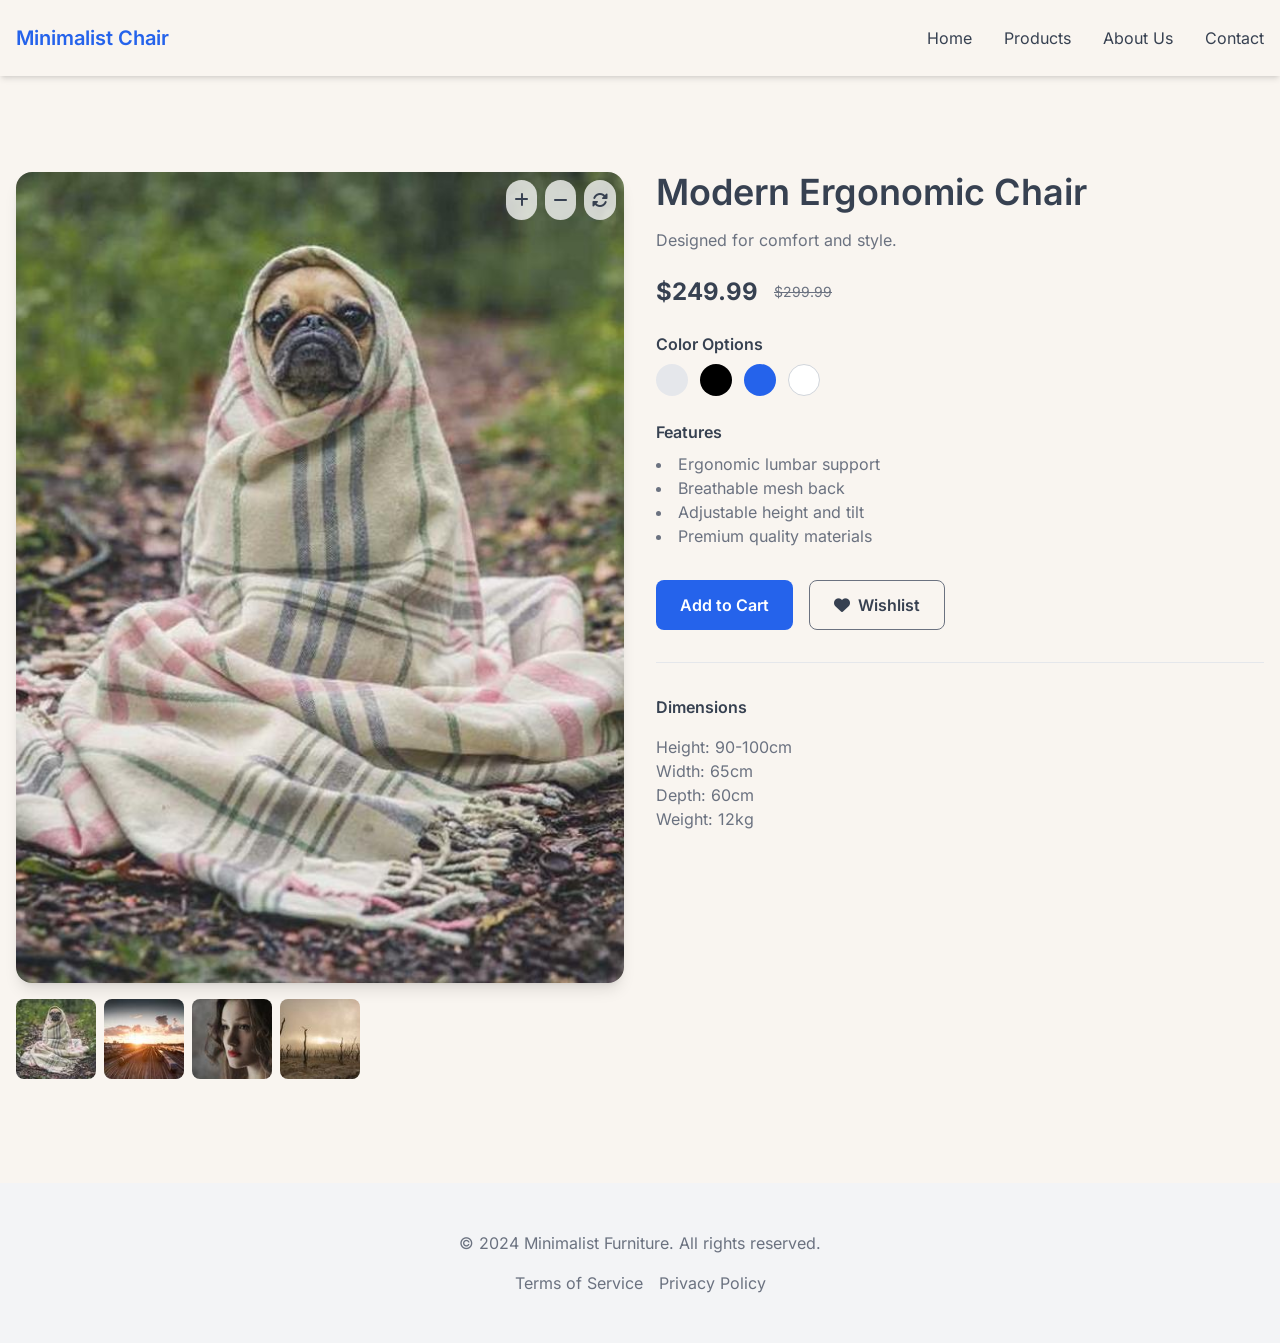 Minimalist Chair
Home Products About Us Contact
Modern Ergonomic Chair
Designed for comfort and style.
$249.99 $299.99
Color Options
Features
• Ergonomic lumbar support
• Breathable mesh back
• Adjustable height and tilt
• Premium quality materials
Add to Cart Wishlist
Dimensions
Height: 90-100cm
Width: 65cm
Depth: 60cm
Weight: 12kg
© 2024 Minimalist Furniture. All rights reserved.
Terms of Service Privacy Policy